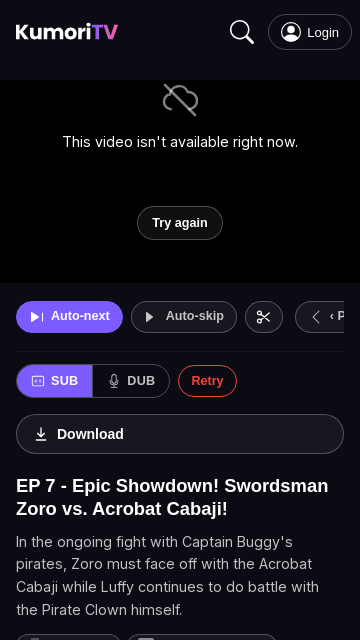 KumoriTV
Login
This video isn't available right now.
Try again
Auto-next
Auto-skip
‹ P
SUB
DUB
Retry
Download
EP 7 - Epic Showdown! Swordsman
Zoro vs. Acrobat Cabaji!
In the ongoing fight with Captain Buggy's
pirates, Zoro must face off with the Acrobat
Cabaji while Luffy continues to do battle with
the Pirate Clown himself.